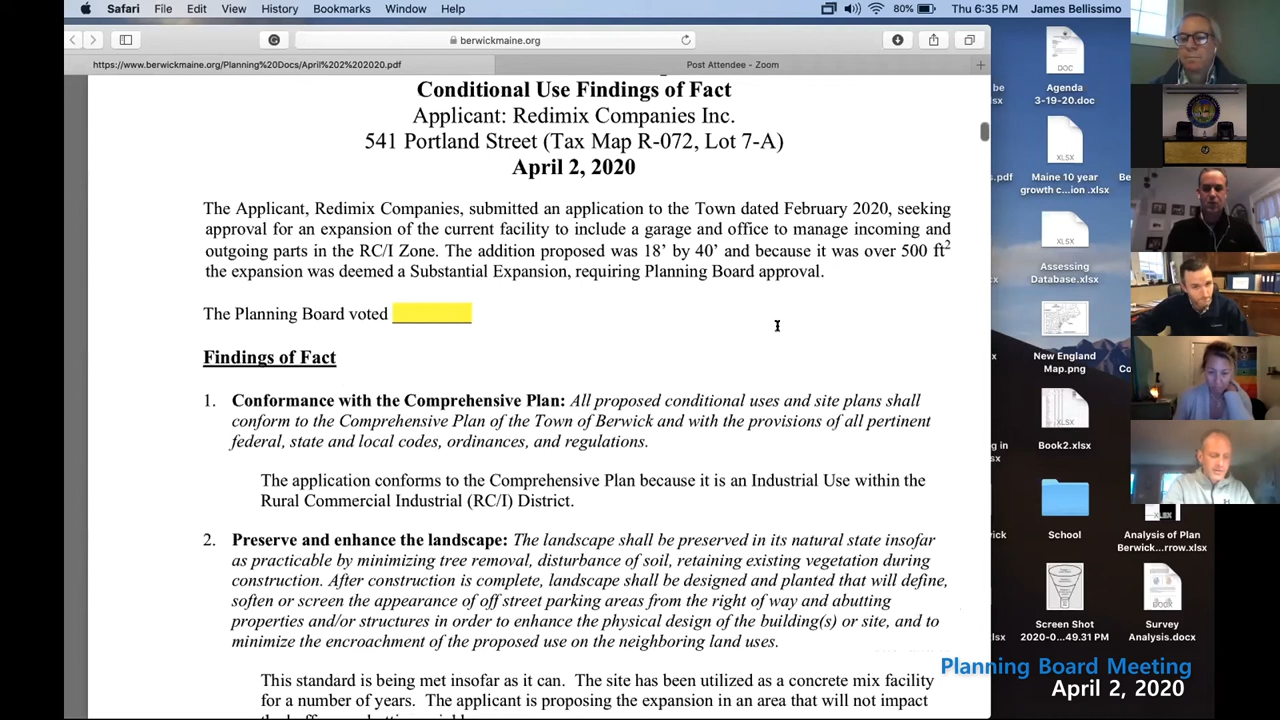 Safari File Edit View History Bookmarks Window Help 80% Thu 6:35 PM James Bellissimo
berwickmaine.org
https://www.berwickmaine.org/Planning%20Docs/April%202%202020.pdf Post Attendee - Zoom
Conditional Use Findings of Fact
Applicant: Redimix Companies Inc.
541 Portland Street (Tax Map R-072, Lot 7-A)
April 2, 2020
The Applicant, Redimix Companies, submitted an application to the Town dated February 2020, seeking
approval for an expansion of the current facility to include a garage and office to manage incoming and
outgoing parts in the RC/I Zone. The addition proposed was 18' by 40' and because it was over 500 ft²
the expansion was deemed a Substantial Expansion, requiring Planning Board approval.
The Planning Board voted
Findings of Fact
1. Conformance with the Comprehensive Plan: All proposed conditional uses and site plans shall
conform to the Comprehensive Plan of the Town of Berwick and with the provisions of all pertinent
federal, state and local codes, ordinances, and regulations.
The application conforms to the Comprehensive Plan because it is an Industrial Use within the
Rural Commercial Industrial (RC/I) District.
2. Preserve and enhance the landscape: The landscape shall be preserved in its natural state insofar
as practicable by minimizing tree removal, disturbance of soil, retaining existing vegetation during
construction. After construction is complete, landscape shall be designed and planted that will define,
soften or screen the appearance of off street parking areas from the right of way and abutting
properties and/or structures in order to enhance the physical design of the building(s) or site, and to
minimize the encroachment of the proposed use on the neighboring land uses.
This standard is being met insofar as it can. The site has been utilized as a concrete mix facility
for a number of years. The applicant is proposing the expansion in an area that will not impact
DOC
Agenda
3-19-20.doc
be
sx
XLSX
Maine 10 year
growth c...ion .xlsx
s.pdf
Be
Assessing
Database.xlsx
New England
Map.png
Co
XLSX
Book2.xlsx
g in
sx
School
XLSX
Analysis of Plan
Berwick...rrow.xlsx
wick
Screen Shot
2020-0...49.31 PM
lsx
DOCX
Survey
Analysis.docx
Planning Board Meeting
April 2, 2020